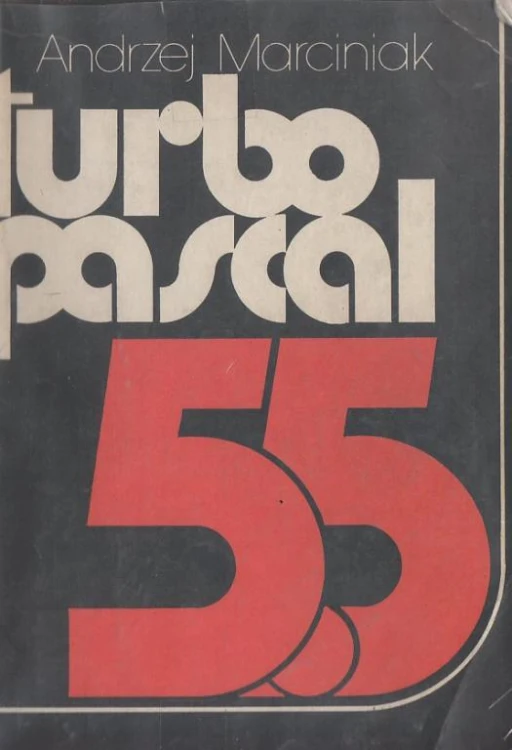 Andrzej Marciniak
turbo
pascal
5.5